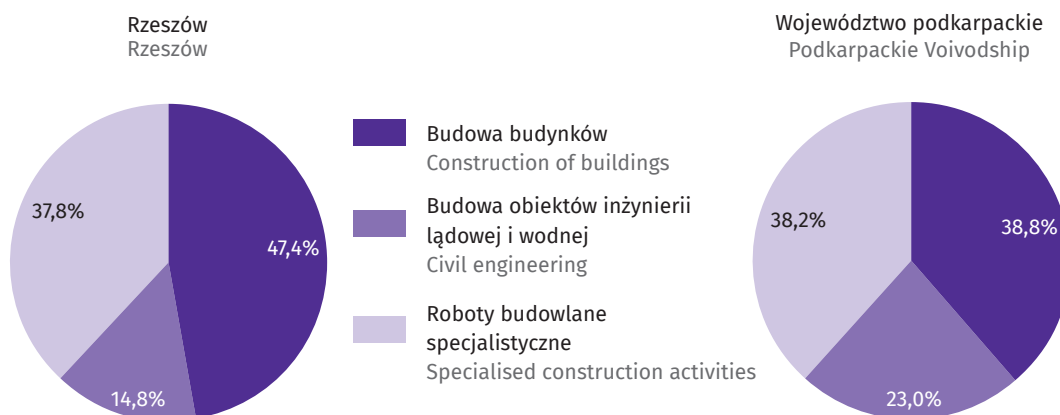 Rzeszów
Rzeszów
37,8%
47,4%
14,8%
Budowa budynków
Construction of buildings
Budowa obiektów inżynierii
lądowej i wodnej
Civil engineering
Roboty budowlane
specjalistyczne
Specialised construction activities
Województwo podkarpackie
Podkarpackie Voivodship
38,2%
38,8%
23,0%